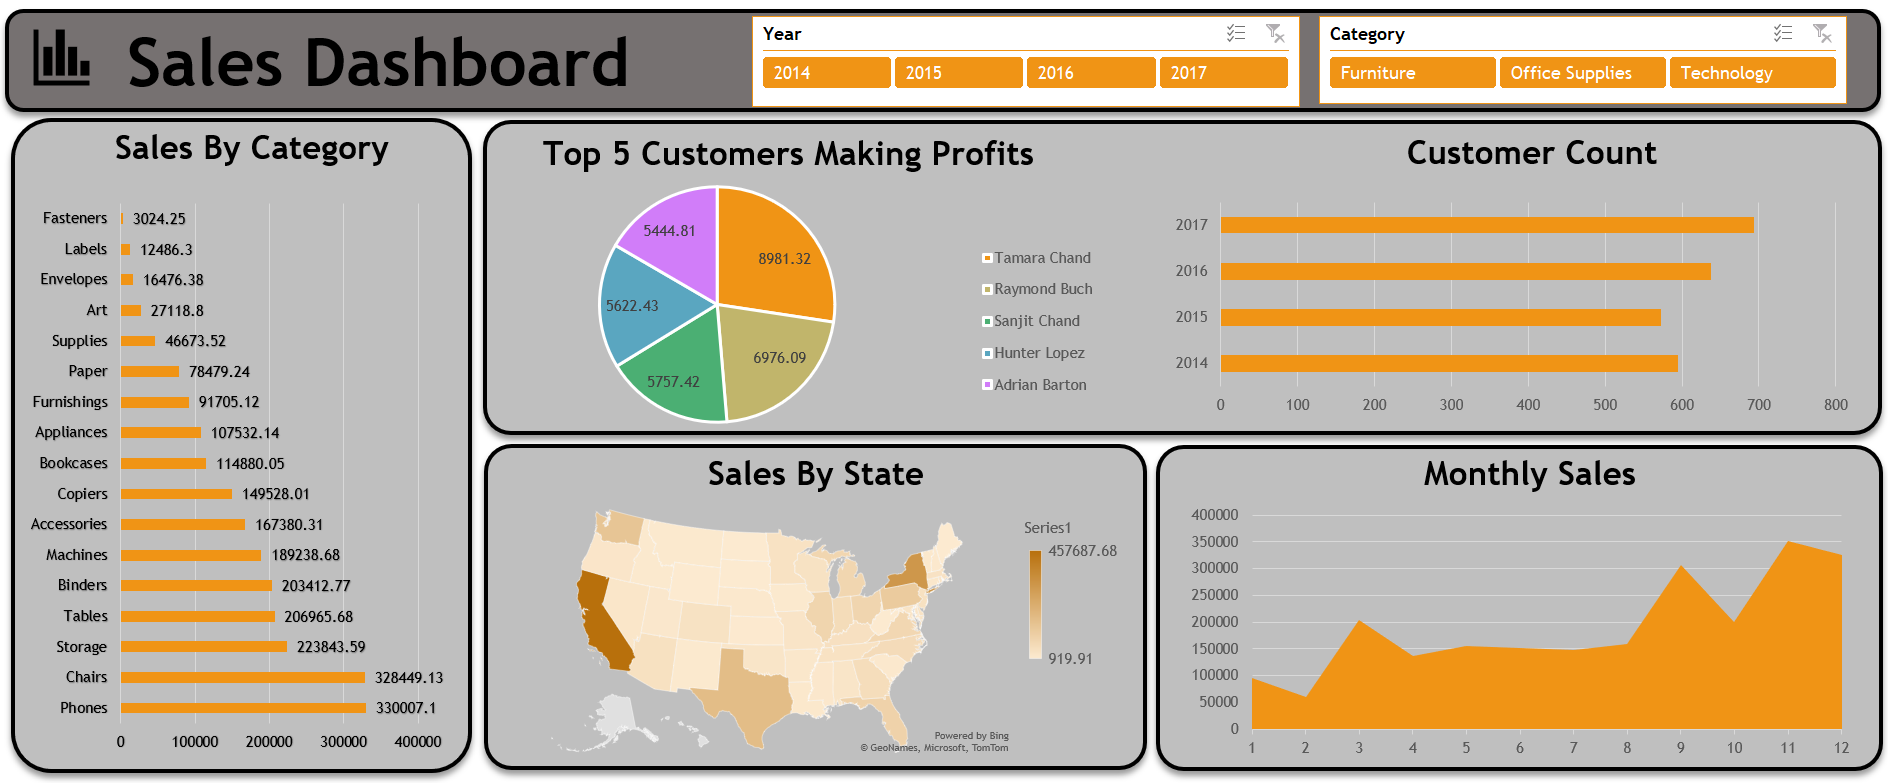 Sales Dashboard
Year
2014 2015 2016 2017
Category
Furniture Office Supplies Technology
Sales By Category
Fasteners 3024.25
Labels 12486.3
Envelopes 16476.38
Art 27118.8
Supplies 46673.52
Paper 78479.24
Furnishings 91705.12
Appliances 107532.14
Bookcases 114880.05
Copiers 149528.01
Accessories 167380.31
Machines 189238.68
Binders 203412.77
Tables 206965.68
Storage 223843.59
Chairs 328449.13
Phones 330007.1
0 100000 200000 300000 400000
Top 5 Customers Making Profits
5444.81
8981.32
5622.43
6976.09
5757.42
Tamara Chand
Raymond Buch
Sanjit Chand
Hunter Lopez
Adrian Barton
Customer Count
2017
2016
2015
2014
0 100 200 300 400 500 600 700 800
Sales By State
Series1
457687.68
919.91
Powered by Bing
© GeoNames, Microsoft, TomTom
Monthly Sales
400000
350000
300000
250000
200000
150000
100000
50000
0
1 2 3 4 5 6 7 8 9 10 11 12